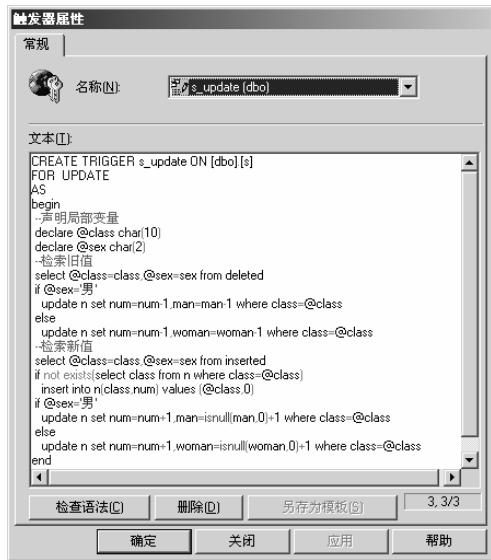 触发器属性
常规
名称(N):
s_update (dbo)
文本(T):
CREATE TRIGGER s_update ON [dbo].[s]
FOR  UPDATE
AS
begin
--声明局部变量
declare @class char(10)
declare @sex char(2)
--检索旧值
select @class=class,@sex=sex from deleted
if @sex='男'
update n set num=num-1,man=man-1 where class=@class
else
update n set num=num-1,woman=woman-1 where class=@class
--检索新值
select @class=class,@sex=sex from inserted
if not exists(select class from n where class=@class)
insert into n(class,num) values (@class,0)
if @sex='男'
update n set num=num+1,man=isnull(man,0)+1 where class=@class
else
update n set num=num+1,woman=isnull(woman,0)+1 where class=@class
end
检查语法(C) 删除(D) 另存为模板(S) 3, 3/3
确定 关闭 应用 帮助